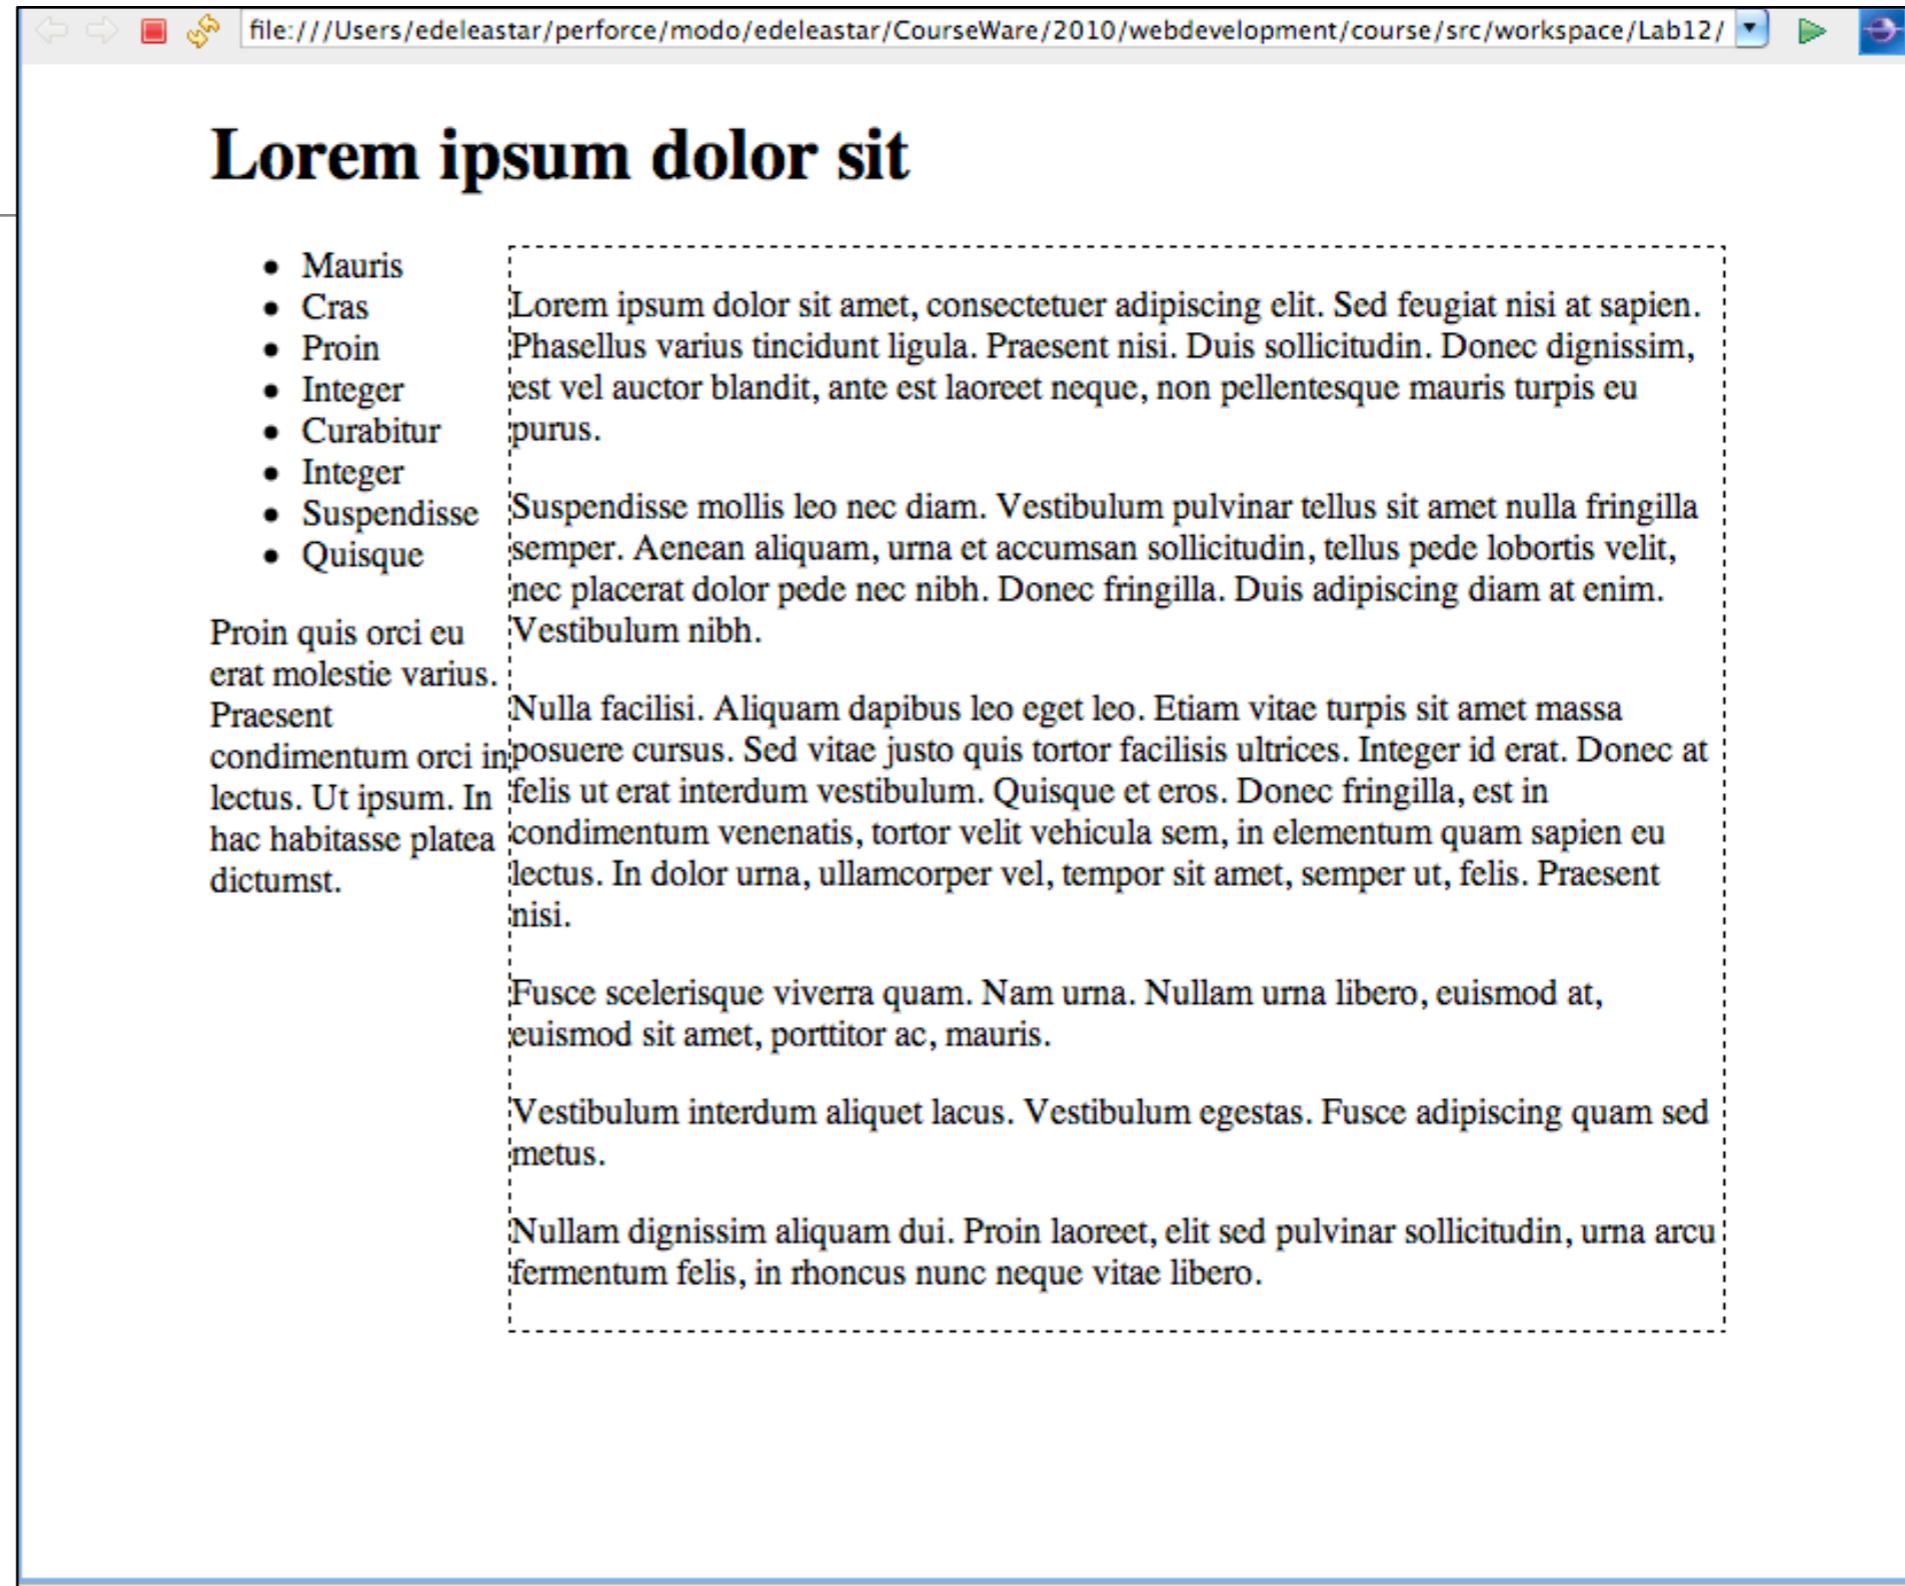 file:///Users/edeleastar/perforce/modo/edeleastar/CourseWare/2010/webdevelopment/course/src/workspace/Lab12/
Lorem ipsum dolor sit
• Mauris
• Cras
• Proin
• Integer
• Curabitur
• Integer
• Suspendisse
• Quisque
Proin quis orci eu
erat molestie varius.
Praesent
condimentum orci in
lectus. Ut ipsum. In
hac habitasse platea
dictumst.
Lorem ipsum dolor sit amet, consectetuer adipiscing elit. Sed feugiat nisi at sapien.
Phasellus varius tincidunt ligula. Praesent nisi. Duis sollicitudin. Donec dignissim,
est vel auctor blandit, ante est laoreet neque, non pellentesque mauris turpis eu
purus.
Suspendisse mollis leo nec diam. Vestibulum pulvinar tellus sit amet nulla fringilla
semper. Aenean aliquam, urna et accumsan sollicitudin, tellus pede lobortis velit,
nec placerat dolor pede nec nibh. Donec fringilla. Duis adipiscing diam at enim.
Vestibulum nibh.
Nulla facilisi. Aliquam dapibus leo eget leo. Etiam vitae turpis sit amet massa
posuere cursus. Sed vitae justo quis tortor facilisis ultrices. Integer id erat. Donec at
felis ut erat interdum vestibulum. Quisque et eros. Donec fringilla, est in
condimentum venenatis, tortor velit vehicula sem, in elementum quam sapien eu
lectus. In dolor urna, ullamcorper vel, tempor sit amet, semper ut, felis. Praesent
nisi.
Fusce scelerisque viverra quam. Nam urna. Nullam urna libero, euismod at,
euismod sit amet, porttitor ac, mauris.
Vestibulum interdum aliquet lacus. Vestibulum egestas. Fusce adipiscing quam sed
metus.
Nullam dignissim aliquam dui. Proin laoreet, elit sed pulvinar sollicitudin, urna arcu
fermentum felis, in rhoncus nunc neque vitae libero.